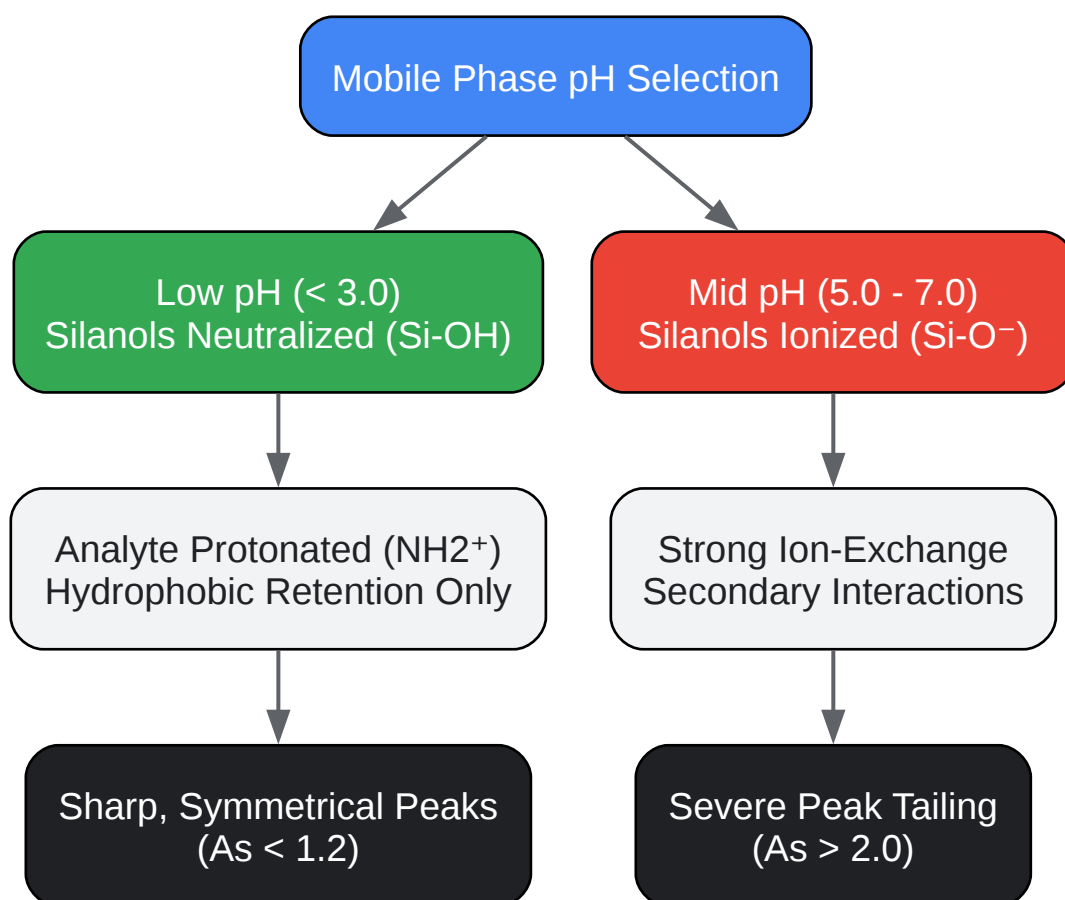 Mobile Phase pH Selection
Low pH (< 3.0)
Silanols Neutralized (Si-OH)
Mid pH (5.0 - 7.0)
Silanols Ionized (Si-O⁻)
Analyte Protonated (NH2⁺)
Hydrophobic Retention Only
Strong Ion-Exchange
Secondary Interactions
Sharp, Symmetrical Peaks
(As < 1.2)
Severe Peak Tailing
(As > 2.0)